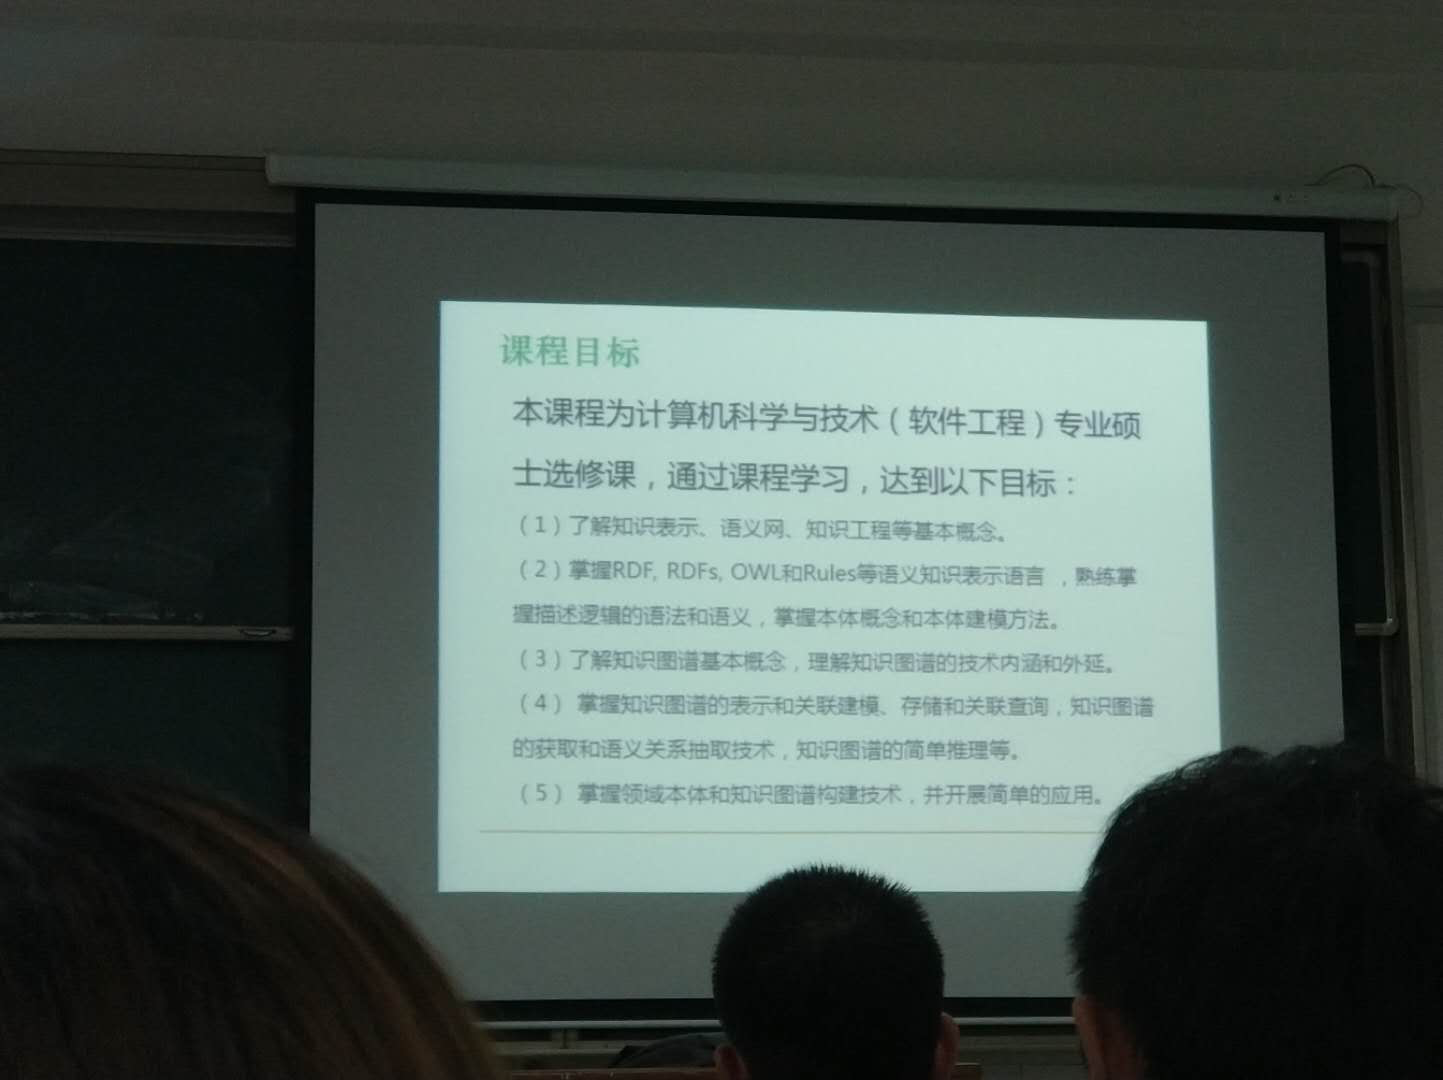 课程目标
本课程为计算机科学与技术（软件工程）专业硕
士选修课，通过课程学习，达到以下目标：
（1）了解知识表示、语义网、知识工程等基本概念。
（2）掌握RDF, RDFs, OWL和Rules等语义知识表示语言 ，熟练掌
握描述逻辑的语法和语义，掌握本体概念和本体建模方法。
（3）了解知识图谱基本概念，理解知识图谱的技术内涵和外延。
（4） 掌握知识图谱的表示和关联建模、存储和关联查询，知识图谱
的获取和语义关系抽取技术，知识图谱的简单推理等。
（5） 掌握领域本体和知识图谱构建技术，并开展简单的应用。